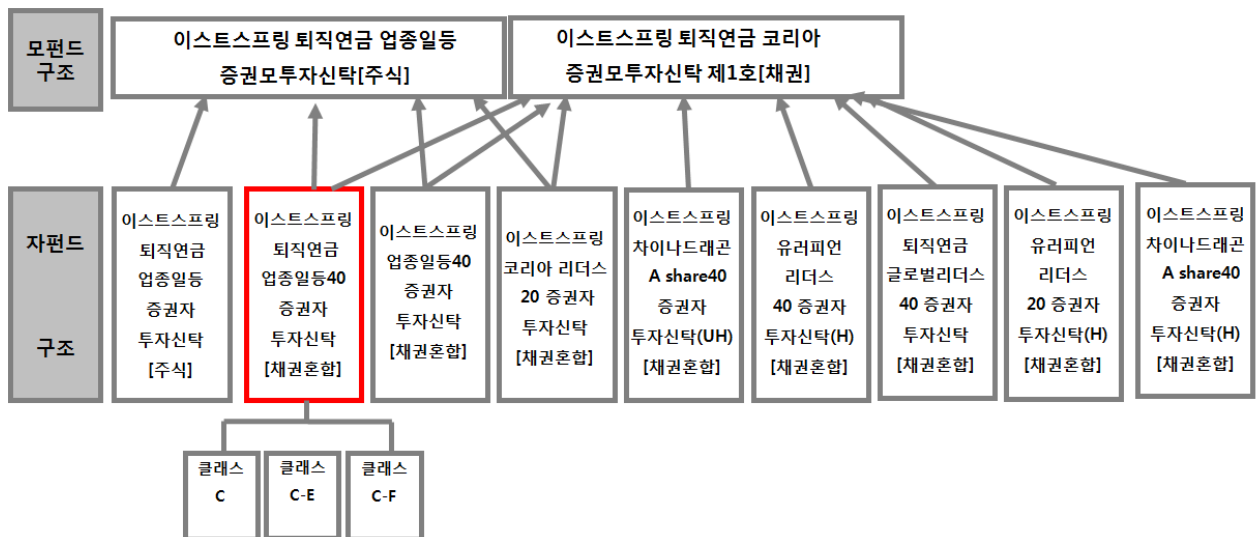 모펀드
구조
이스트스프링 퇴직연금 업종일등
증권모투자신탁[주식]
이스트스프링 퇴직연금 코리아
증권모투자신탁 제1호[채권]
자펀드
구조
이스트스프링
퇴직연금
업종일등
증권자
투자신탁
[주식]
이스트스프링
퇴직연금
업종일등40
증권자
투자신탁
[채권혼합]
이스트스프링
업종일등40
증권자
투자신탁
[채권혼합]
이스트스프링
코리아 리더스
20 증권자
투자신탁
[채권혼합]
이스트스프링
차이나드래곤
A share40
증권자
투자신탁(UH)
[채권혼합]
이스트스프링
유러피언
리더스
40 증권자
투자신탁(H)
[채권혼합]
이스트스프링
퇴직연금
글로벌리더스
40 증권자
투자신탁
[채권혼합]
이스트스프링
유러피언
리더스
20 증권자
투자신탁(H)
[채권혼합]
이스트스프링
차이나드래곤
A share40
증권자
투자신탁(H)
[채권혼합]
클래스
C
클래스
C-E
클래스
C-F